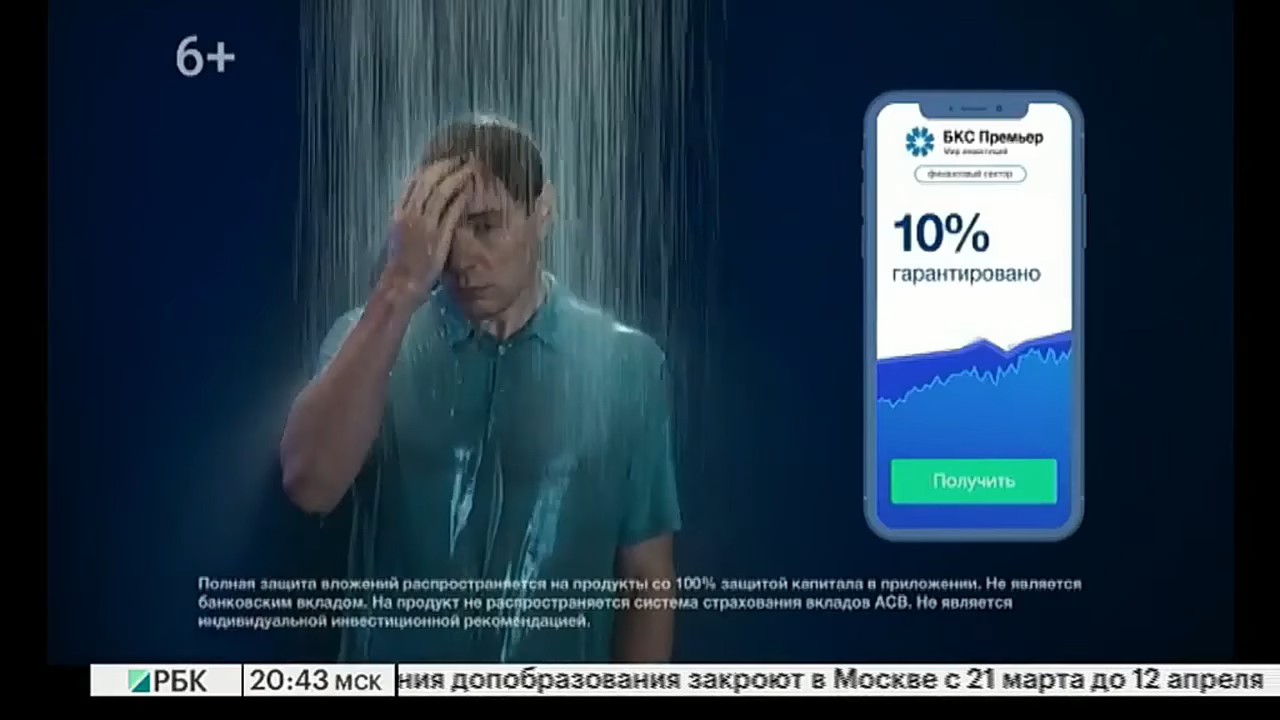 6+
БКС Премьер
Мир инвестиций
финансовый сектор
10%
гарантировано
Получить
Полная защита вложений распространяется на продукты со 100% защитой капитала в приложении. Не является
банковским вкладом. На продукт не распространяется система страхования вкладов АСВ. Не является
индивидуальной инвестиционной рекомендацией.
РБК
20:43 МСК
ния допобразования закроют в Москве с 21 марта до 12 апреля